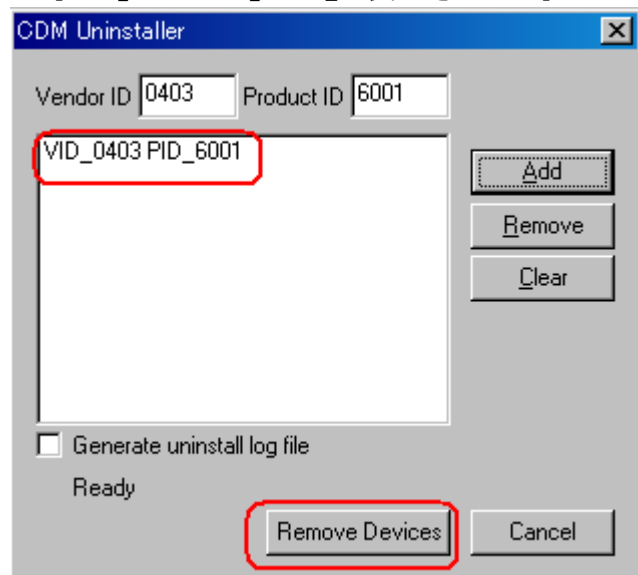 CDM Uninstaller
Vendor ID 0403 Product ID 6001
VID_0403 PID_6001
Add
Remove
Clear
Generate uninstall log file
Ready
Remove Devices Cancel